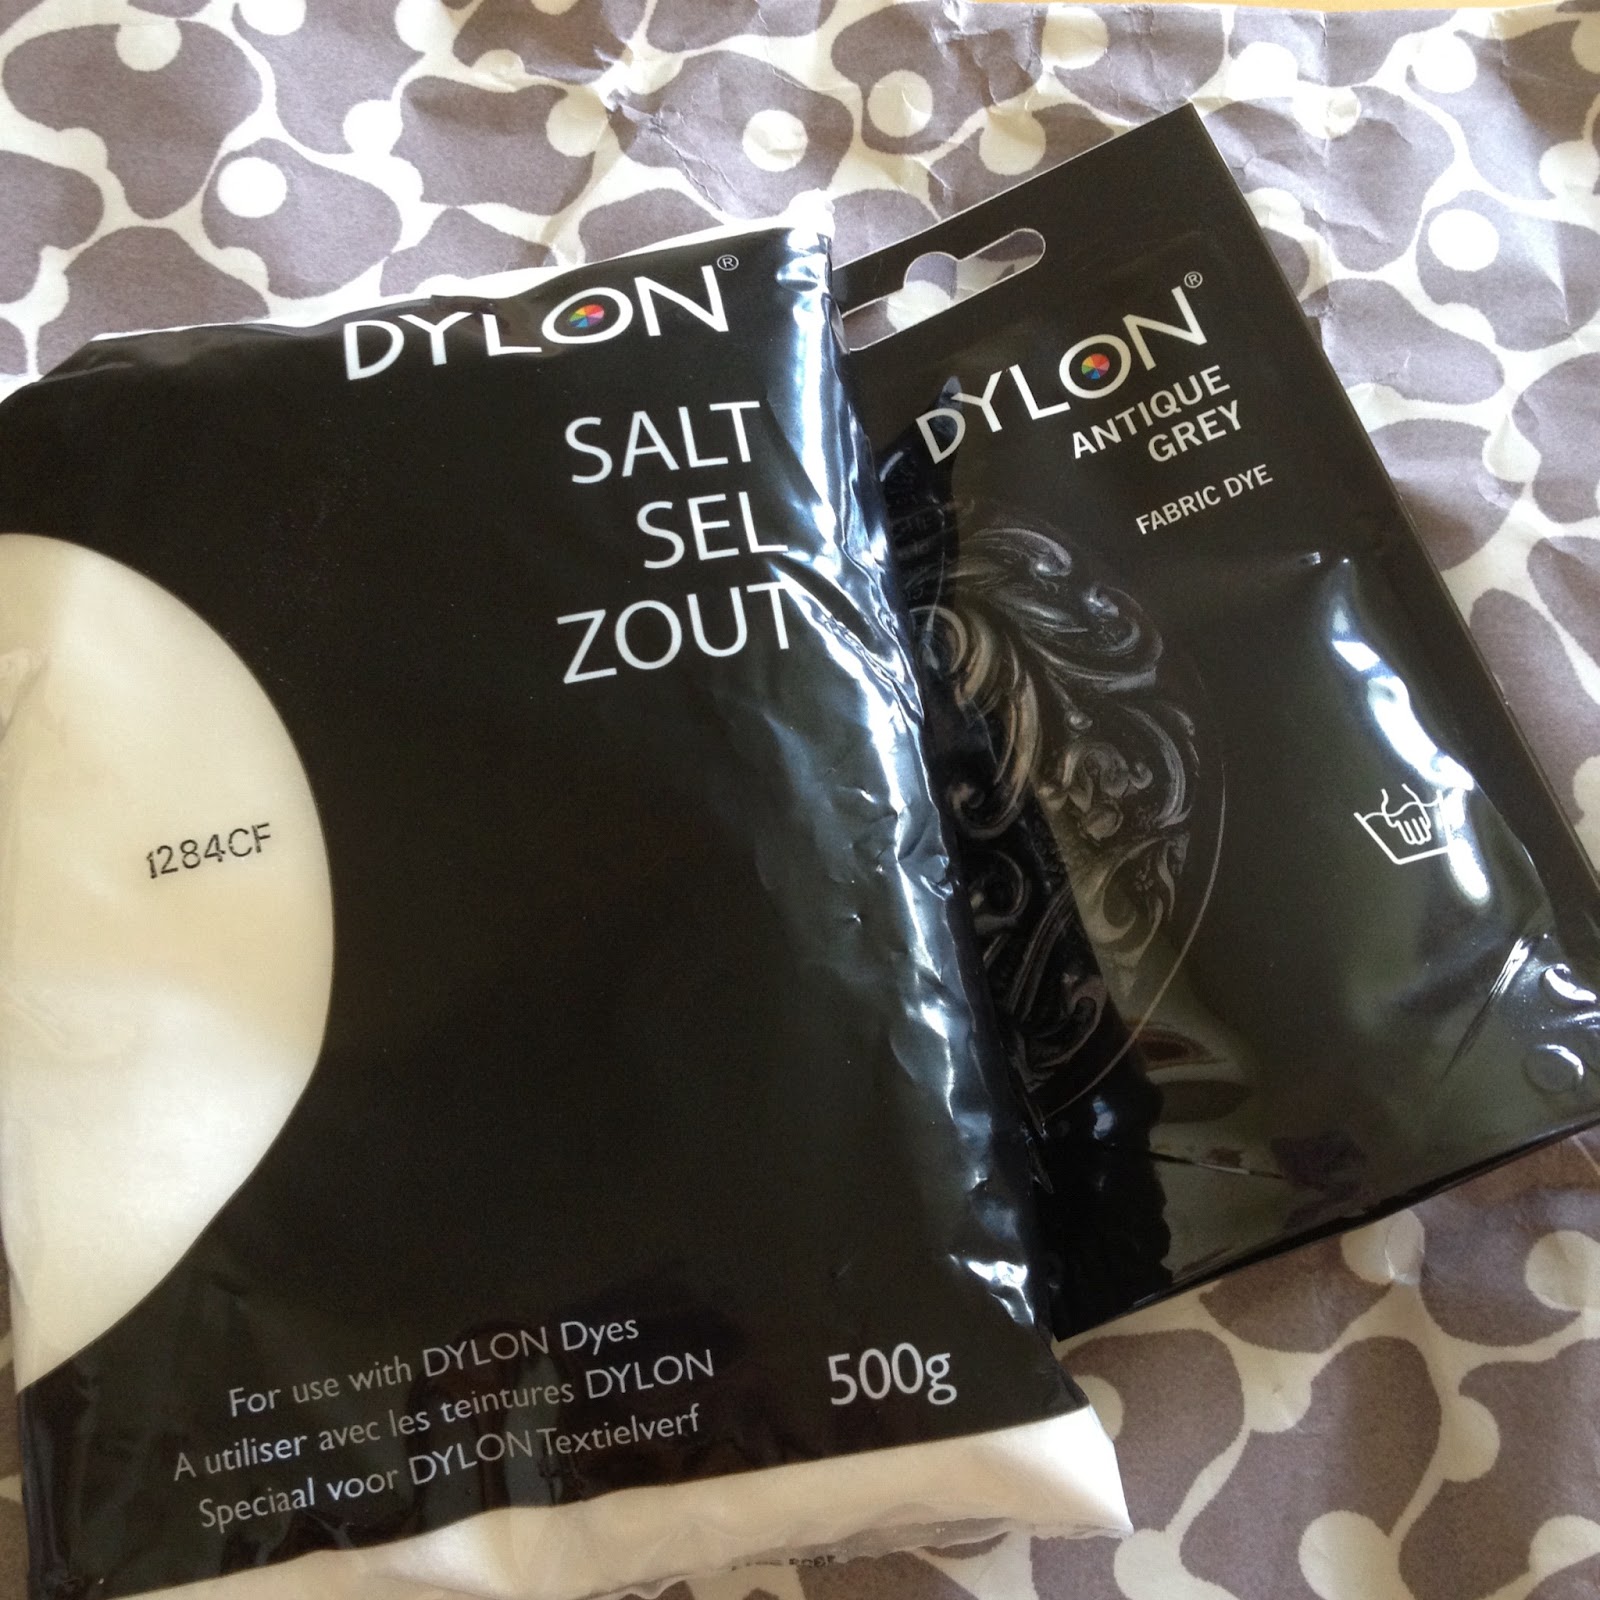 DYLON®
SALT
SEL
ZOUT
1284CF
For use with DYLON Dyes
A utiliser avec les teintures DYLON
Speciaal voor DYLON Textielverf
500g
DYLON®
ANTIQUE
GREY
FABRIC DYE